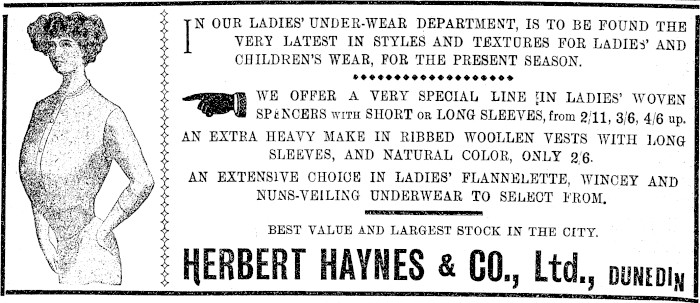 IN OUR LADIES' UNDER-WEAR DEPARTMENT, IS TO BE FOUND THE
VERY LATEST IN STYLES AND TEXTURES FOR LADIES' AND
CHILDREN'S WEAR, FOR THE PRESENT SEASON.
WE OFFER A VERY SPECIAL LINE IN LADIES' WOVEN
SPENCERS WITH SHORT OR LONG SLEEVES, from 2/11, 3/6, 4/6 up.
AN EXTRA HEAVY MAKE IN RIBBED WOOLLEN VESTS WITH LONG
SLEEVES, AND NATURAL COLOR, ONLY 2/6.
AN EXTENSIVE CHOICE IN LADIES' FLANNELETTE, WINCEY AND
NUNS-VEILING UNDERWEAR TO SELECT FROM.
BEST VALUE AND LARGEST STOCK IN THE CITY.
HERBERT HAYNES & CO., Ltd., DUNEDIN